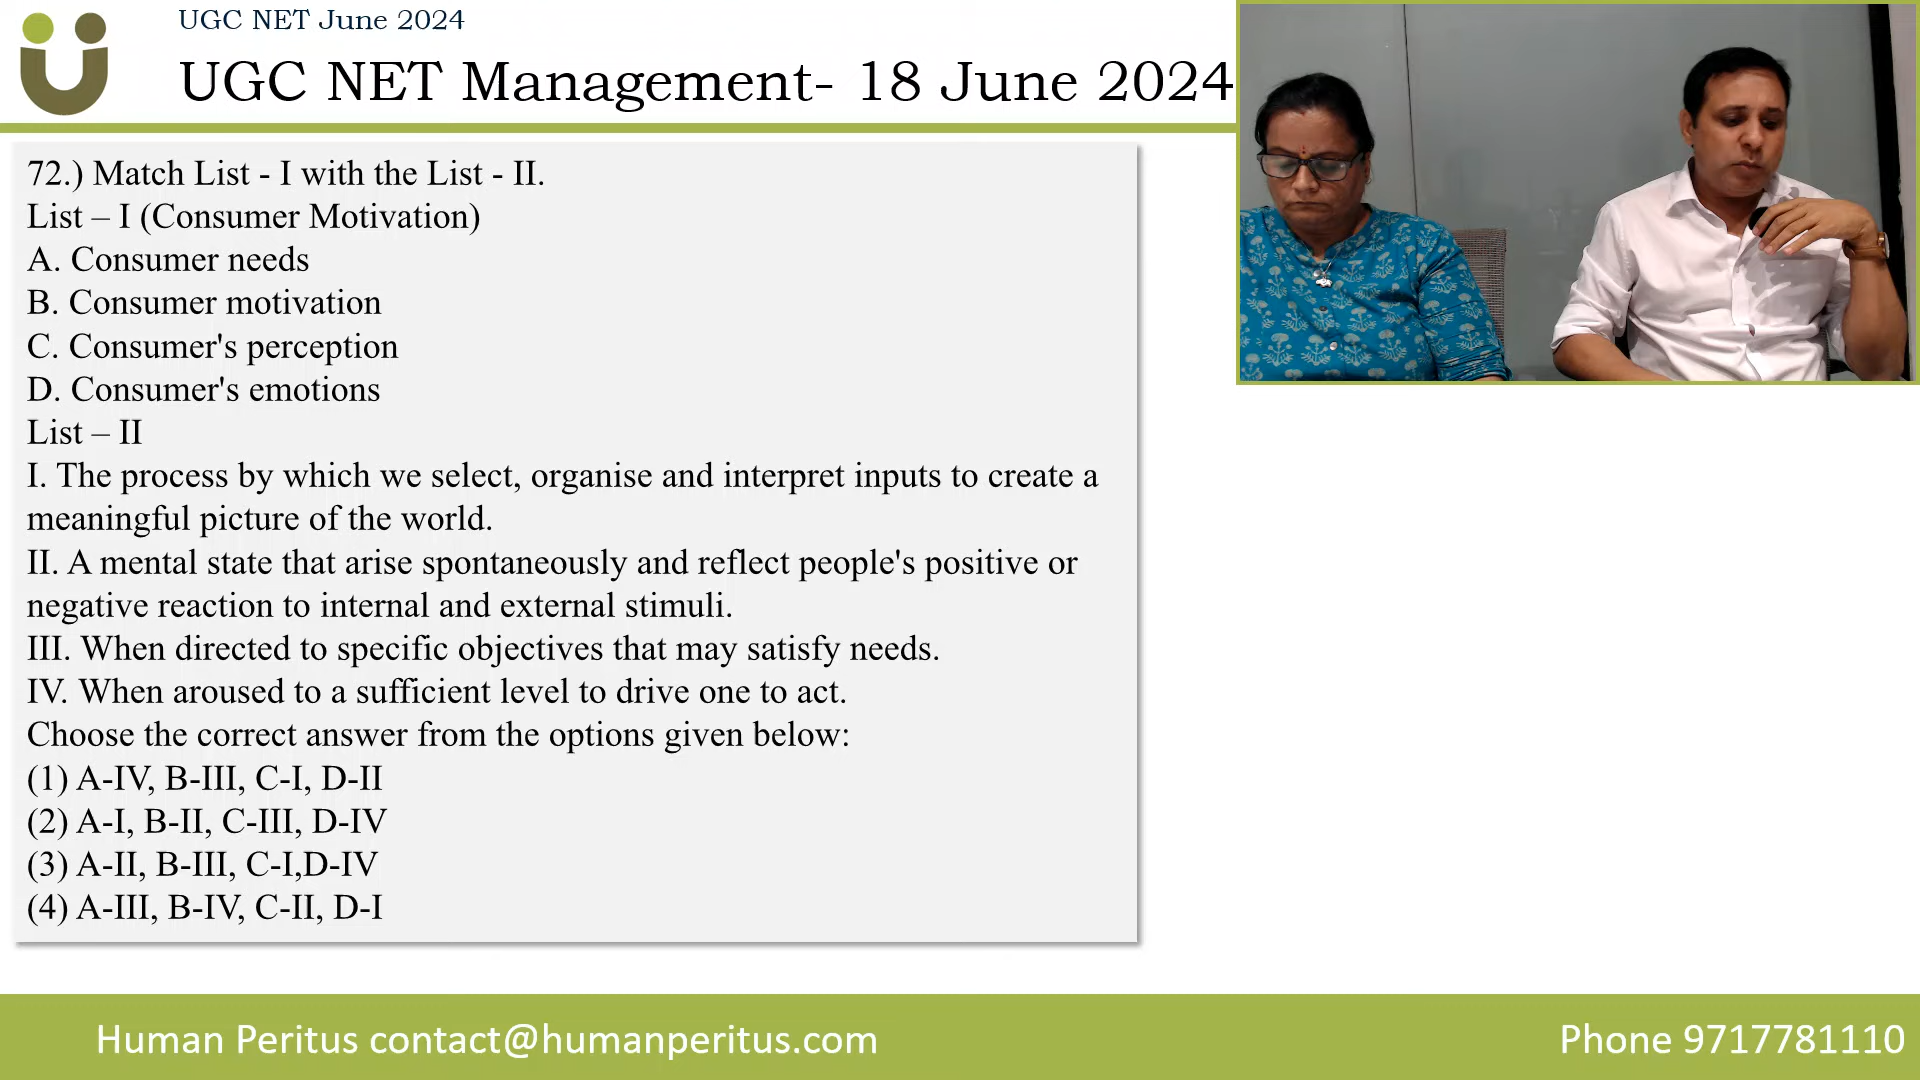 UGC NET June 2024
UGC NET Management- 18 June 2024
72.) Match List - I with the List - II.
List – I (Consumer Motivation)
A. Consumer needs
B. Consumer motivation
C. Consumer's perception
D. Consumer's emotions
List – II
I. The process by which we select, organise and interpret inputs to create a
meaningful picture of the world.
II. A mental state that arise spontaneously and reflect people's positive or
negative reaction to internal and external stimuli.
III. When directed to specific objectives that may satisfy needs.
IV. When aroused to a sufficient level to drive one to act.
Choose the correct answer from the options given below:
(1) A-IV, B-III, C-I, D-II
(2) A-I, B-II, C-III, D-IV
(3) A-II, B-III, C-I,D-IV
(4) A-III, B-IV, C-II, D-I
Human Peritus contact@humanperitus.com
Phone 9717781110